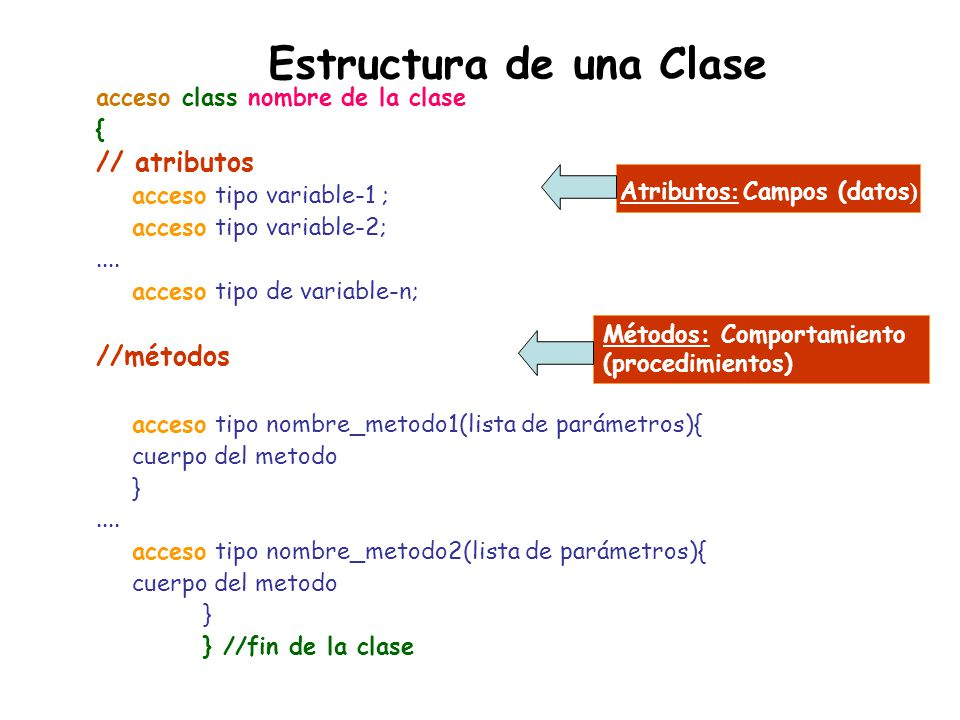 Estructura de una Clase
acceso class nombre de la clase
{
// atributos
acceso tipo variable-1 ;
acceso tipo variable-2;
....
acceso tipo de variable-n;
Atributos: Campos (datos)
//métodos
Métodos: Comportamiento
(procedimientos)
acceso tipo nombre_metodo1(lista de parámetros){
cuerpo del metodo
}
....
acceso tipo nombre_metodo2(lista de parámetros){
cuerpo del metodo
}
} //fin de la clase